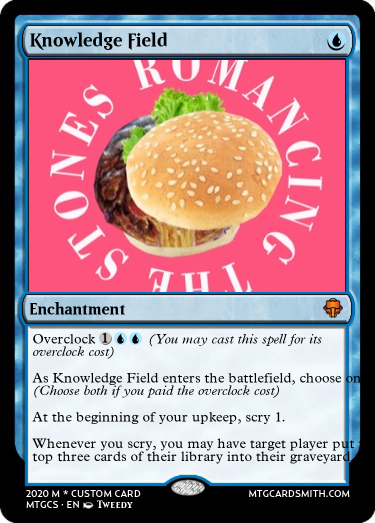 Knowledge Field
ROMANCING
THE STONES
Enchantment
Overclock 1 (You may cast this spell for its
overclock cost)
As Knowledge Field enters the battlefield, choose on
(Choose both if you paid the overclock cost)
At the beginning of your upkeep, scry 1.
Whenever you scry, you may have target player put
top three cards of their library into their graveyard
2020 M * CUSTOM CARD
MTGCARDSMITH.COM
MTGCS · EN TWEEDY